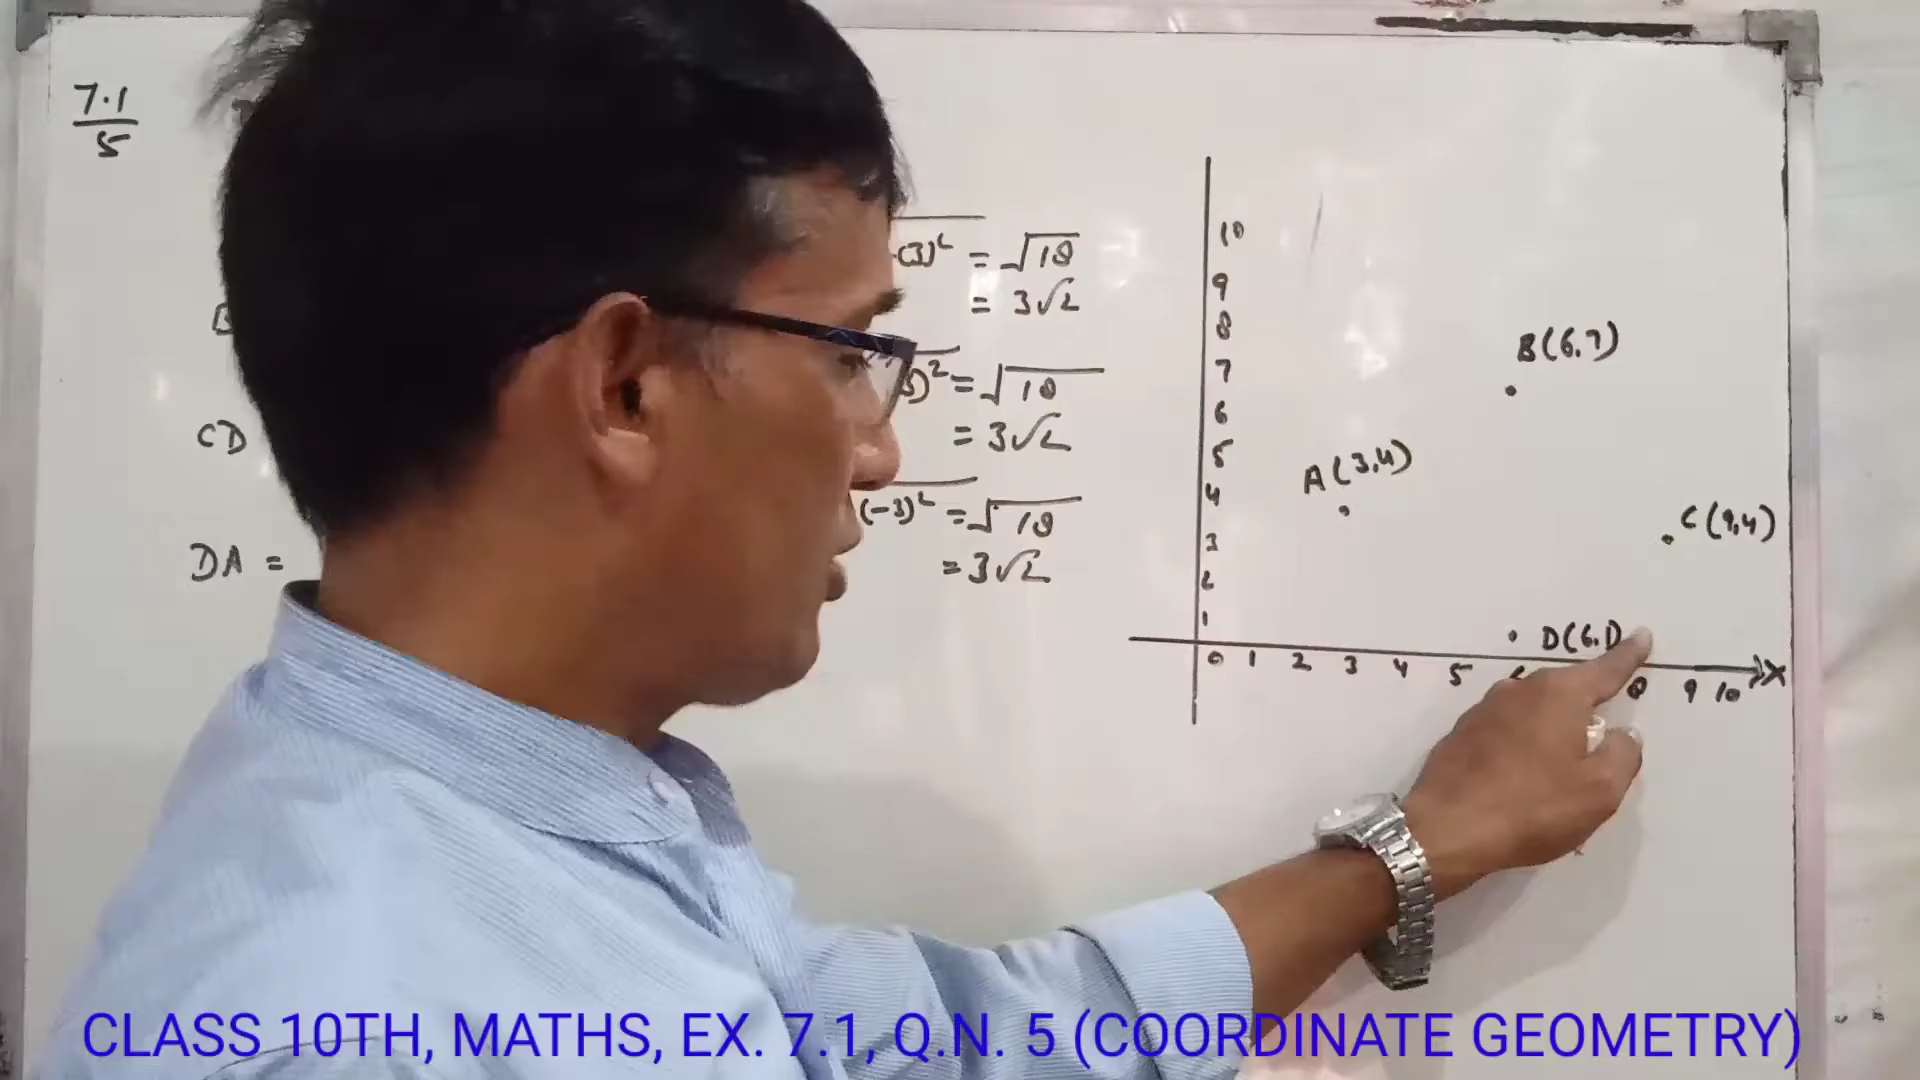 7.1
5
(3)² = √18
= 3√2
)² = √18
CD
= 3√2
(-3)² = √18
DA =
= 3√2
10
9
8
7
6
5
4
3
2
1
B(6,7)
A(3,4)
C(9,4)
D(6,1
0 1 2 3 4 5 8 9 10 X
CLASS 10TH, MATHS, EX. 7.1, Q.N. 5 (COORDINATE GEOMETRY)